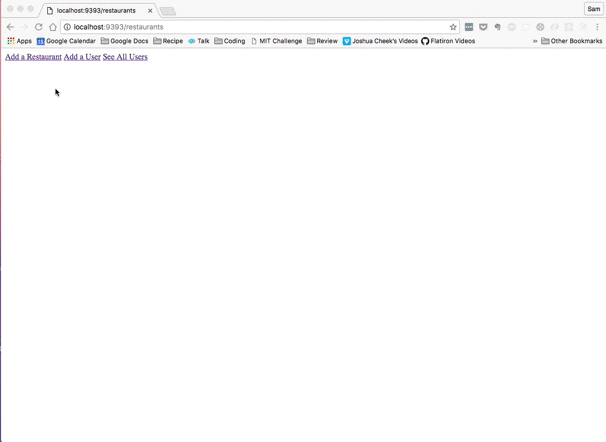 localhost:9393/restaurants
Sam
localhost:9393/restaurants
Apps Google Calendar Google Docs Recipe Talk Coding MIT Challenge Review Joshua Cheek's Videos Flatiron Videos » Other Bookmarks
Add a Restaurant Add a User See All Users